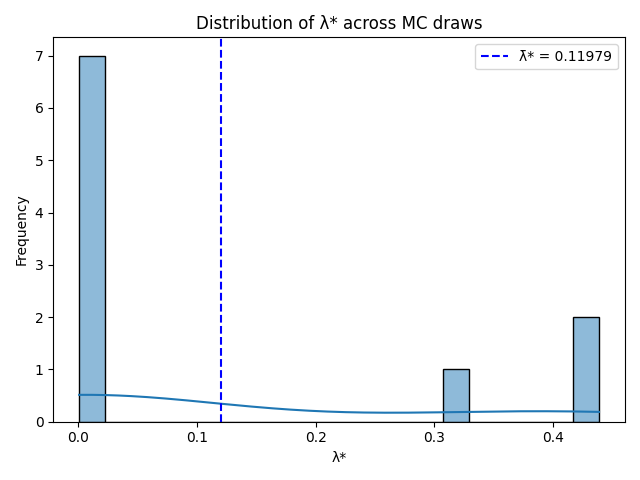 Distribution of λ* across MC draws
λ̄* = 0.11979
Frequency
7
6
5
4
3
2
1
0
0.0 0.1 0.2 0.3 0.4
λ*